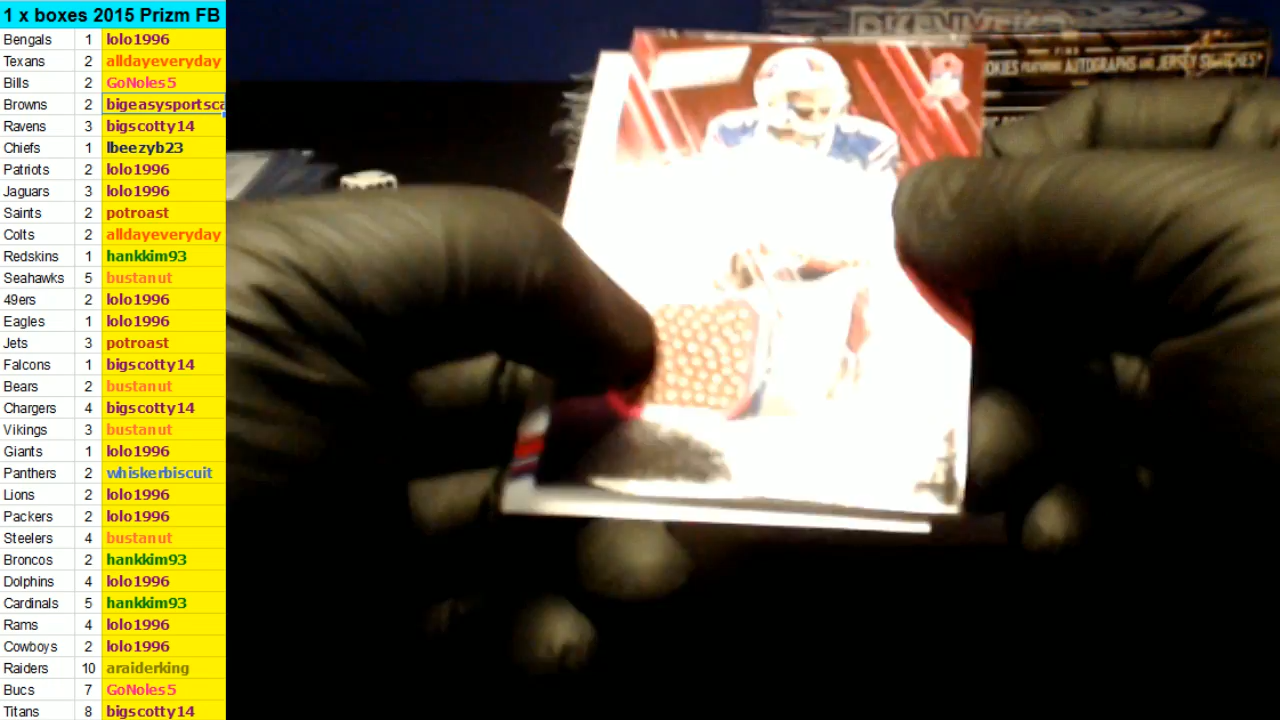 1 x boxes 2015 Prizm FB
Bengals 1 lolo1996
Texans 2 alldayeveryday
Bills 2 GoNoles5
Browns 2 bigeasysportsca
Ravens 3 bigscotty14
Chiefs 1 lbeezyb23
Patriots 2 lolo1996
Jaguars 3 lolo1996
Saints 2 potroast
Colts 2 alldayeveryday
Redskins 1 hankkim93
Seahawks 5 bustanut
49ers 2 lolo1996
Eagles 1 lolo1996
Jets 3 potroast
Falcons 1 bigscotty14
Bears 2 bustanut
Chargers 4 bigscotty14
Vikings 3 bustanut
Giants 1 lolo1996
Panthers 2 whiskerbiscuit
Lions 2 lolo1996
Packers 2 lolo1996
Steelers 4 bustanut
Broncos 2 hankkim93
Dolphins 4 lolo1996
Cardinals 5 hankkim93
Rams 4 lolo1996
Cowboys 2 lolo1996
Raiders 10 araiderking
Bucs 7 GoNoles5
Titans 8 bigscotty14
FIND
AUTOGRAPHS AND JERSEY SWATCHES*